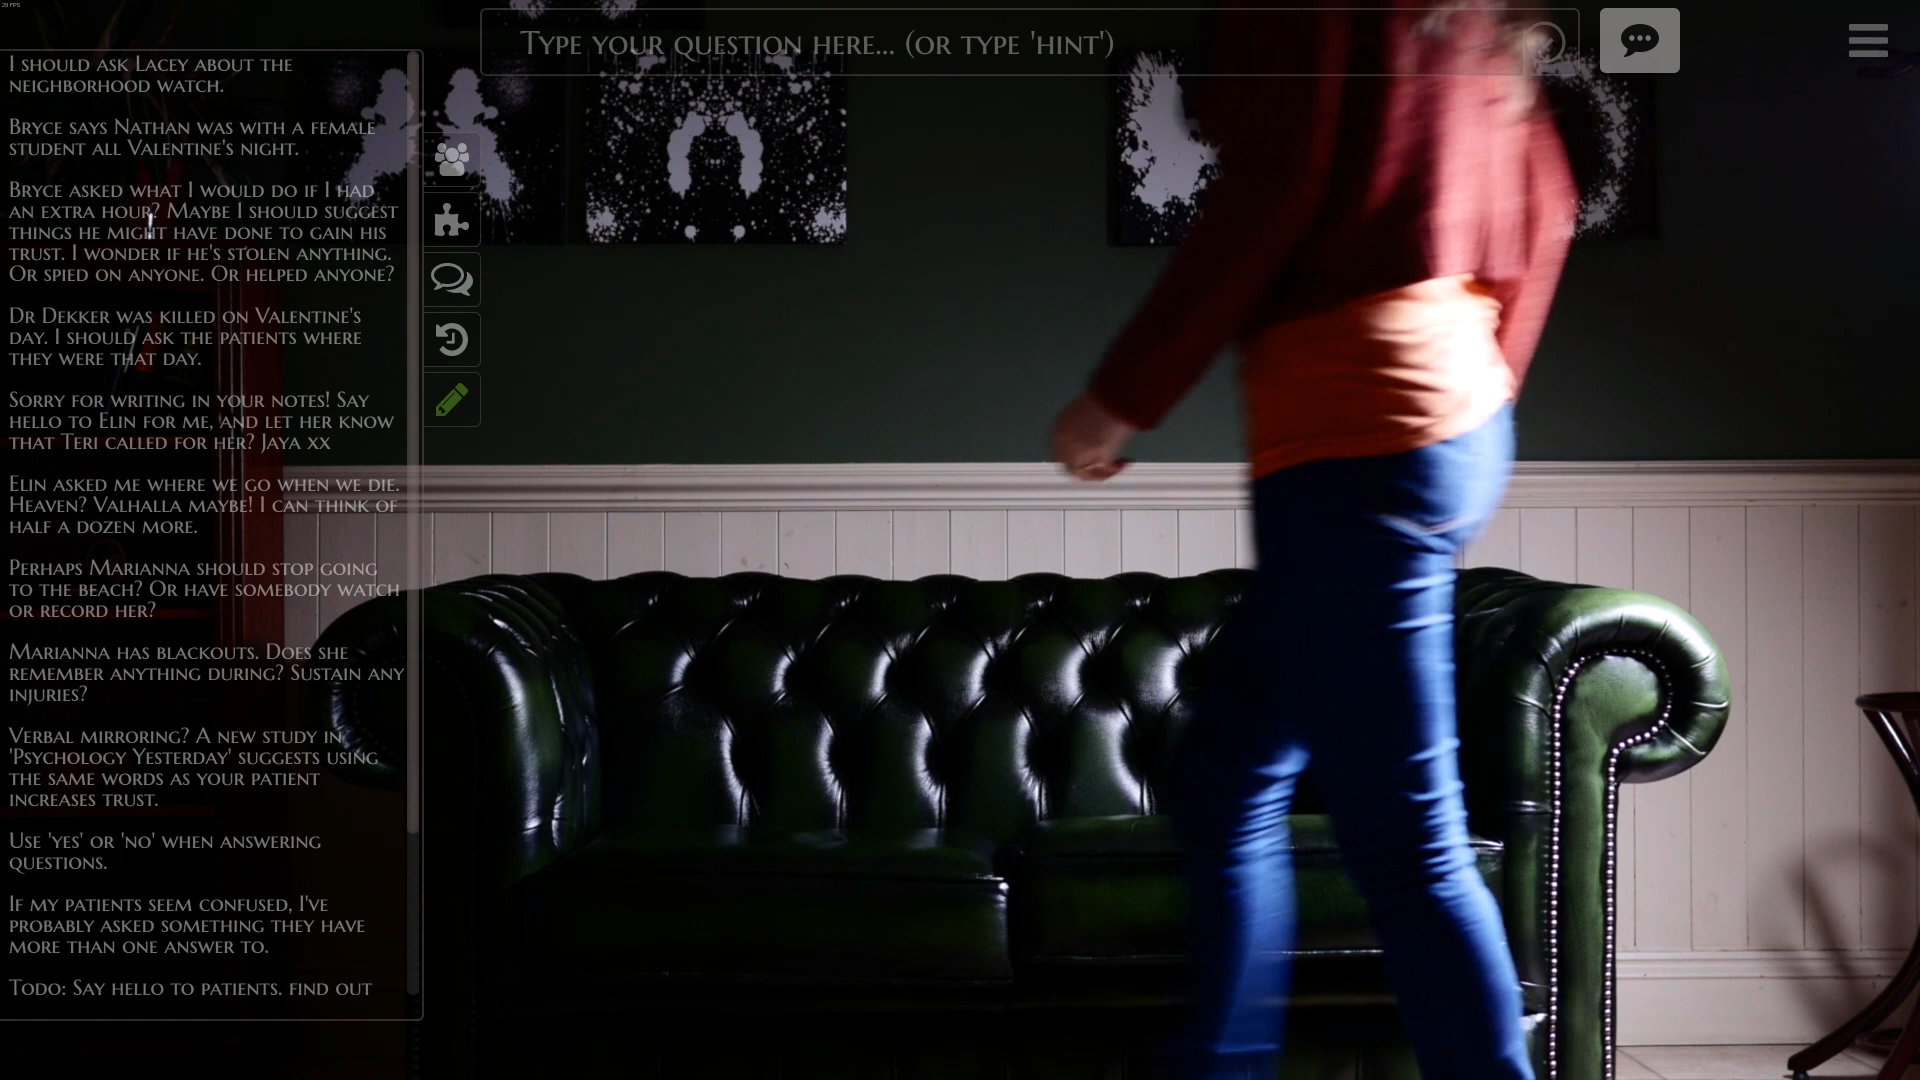 29 FPS
Type your question here... (or type 'hint')
I should ask Lacey about the
neighborhood watch.
Bryce says Nathan was with a female
student all Valentine's night.
Bryce asked what I would do if I had
an extra hour? Maybe I should suggest
things he might have done to gain his
trust. I wonder if he's stolen anything.
Or spied on anyone. Or helped anyone?
Dr Dekker was killed on Valentine's
day. I should ask the patients where
they were that day.
Sorry for writing in your notes! Say
hello to Elin for me, and let her know
that Teri called for her? Jaya xx
Elin asked me where we go when we die.
Heaven? Valhalla maybe! I can think of
half a dozen more.
Perhaps Marianna should stop going
to the beach? Or have somebody watch
or record her?
Marianna has blackouts. Does she
remember anything during? Sustain any
injuries?
Verbal mirroring? A new study in
'Psychology Yesterday' suggests using
the same words as your patient
increases trust.
Use 'yes' or 'no' when answering
questions.
If my patients seem confused, I've
probably asked something they have
more than one answer to.
Todo: Say hello to patients. find out